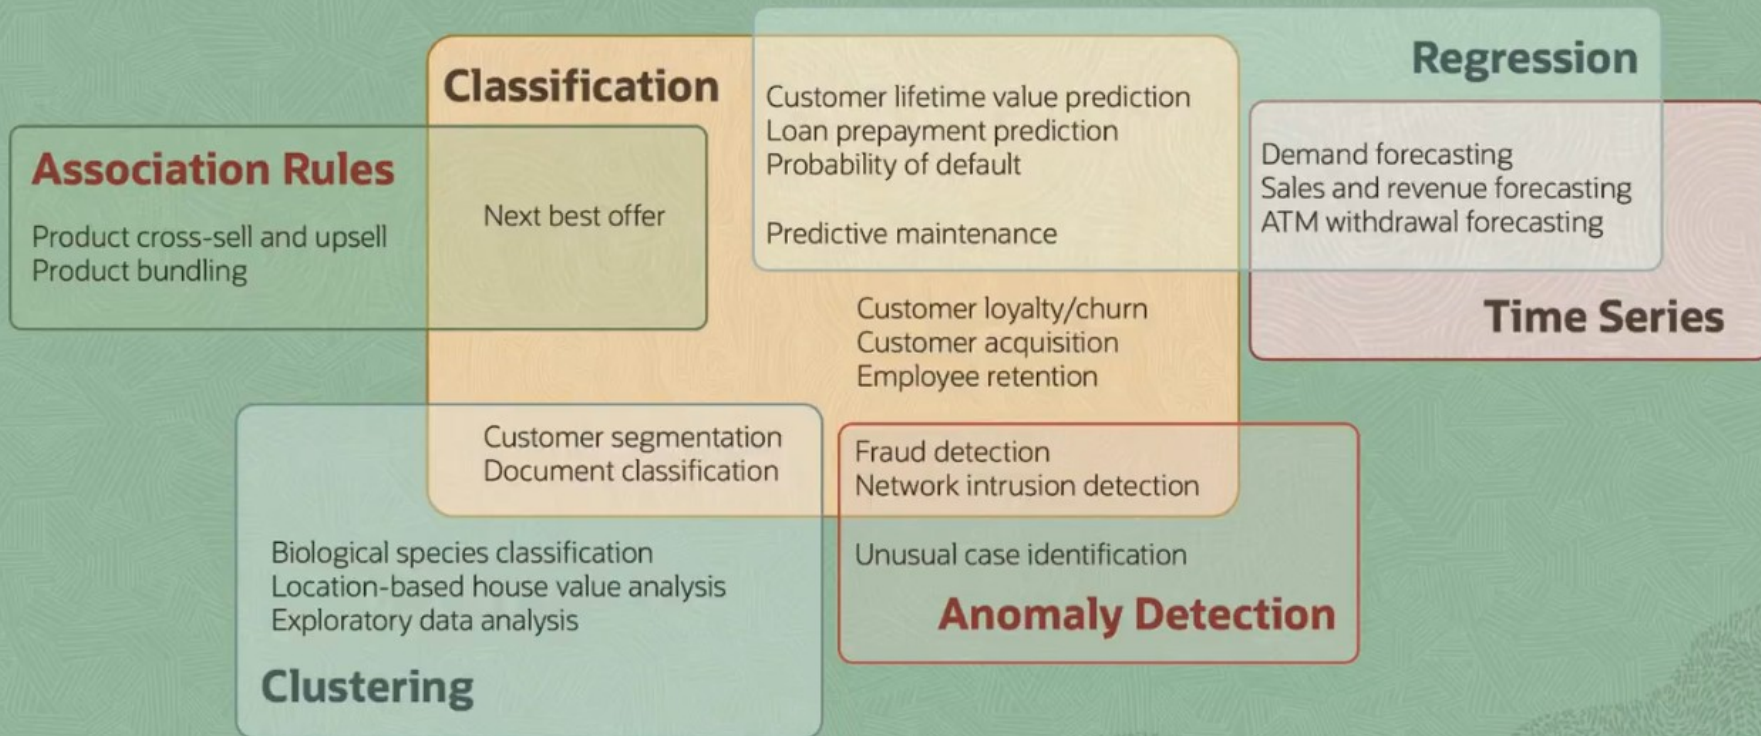 Classification
Regression
Customer lifetime value prediction
Loan prepayment prediction
Probability of default
Predictive maintenance
Association Rules
Product cross-sell and upsell
Product bundling
Next best offer
Demand forecasting
Sales and revenue forecasting
ATM withdrawal forecasting
Time Series
Customer loyalty/churn
Customer acquisition
Employee retention
Customer segmentation
Document classification
Fraud detection
Network intrusion detection
Biological species classification
Location-based house value analysis
Exploratory data analysis
Clustering
Unusual case identification
Anomaly Detection